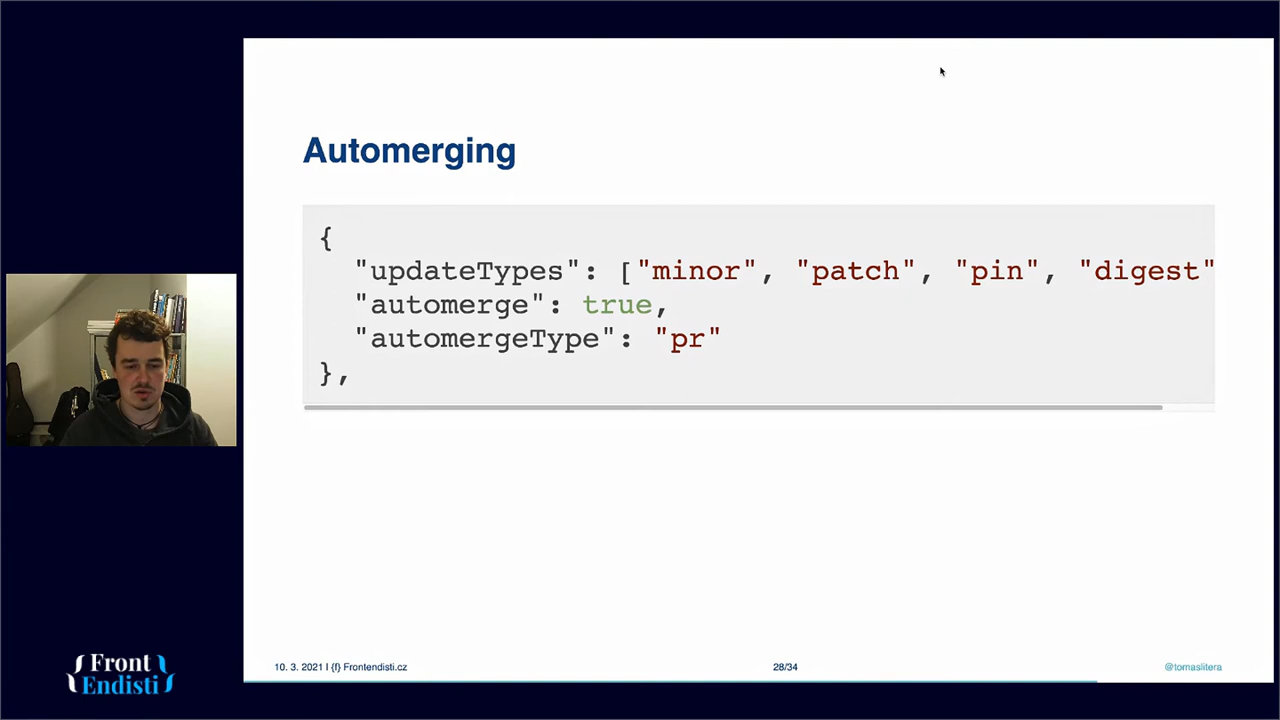 Automerging
{
"updateTypes": ["minor", "patch", "pin", "digest"
"automerge": true,
"automergeType": "pr"
},
{Front
Endisti}
10. 3. 2021 | {f} Frontendisti.cz
28/34
@tomaslitera